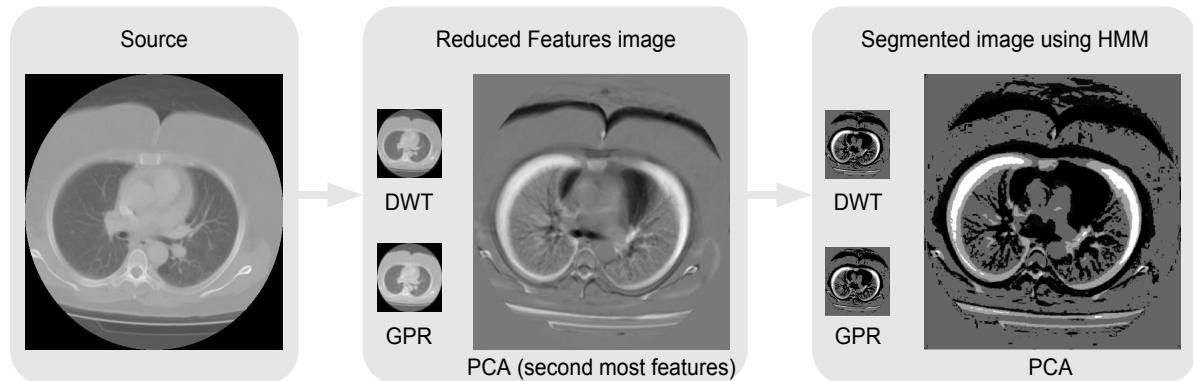 Source
Reduced Features image
DWT
GPR
PCA (second most features)
Segmented image using HMM
DWT
GPR
PCA